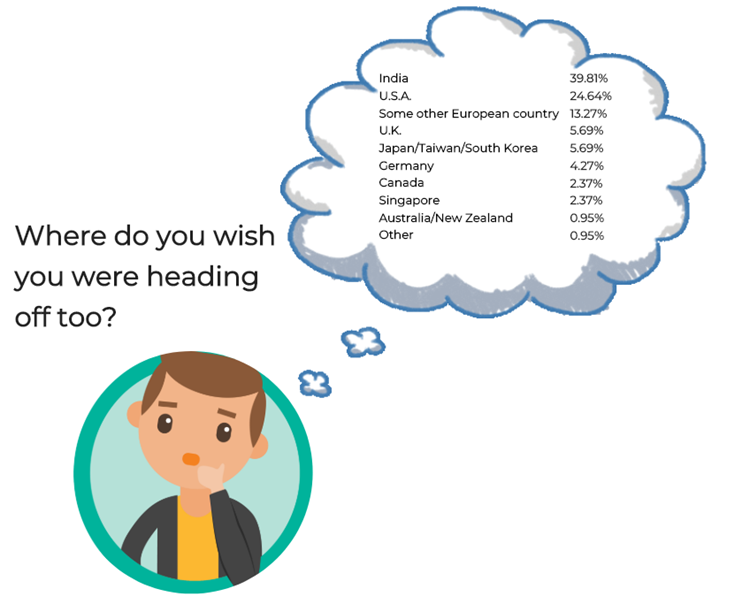 India 39.81%
U.S.A. 24.64%
Some other European country 13.27%
U.K. 5.69%
Japan/Taiwan/South Korea 5.69%
Germany 4.27%
Canada 2.37%
Singapore 2.37%
Australia/New Zealand 0.95%
Other 0.95%
Where do you wish
you were heading
off too?